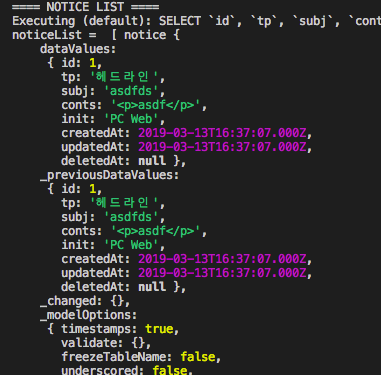 ==== NOTICE LIST ====
Executing (default): SELECT `id`, `tp`, `subj`, `cont
noticeList =  [ notice {
dataValues:
{ id: 1,
tp: '헤드라인',
subj: 'asdfds',
conts: '<p>asdf</p>',
init: 'PC Web',
createdAt: 2019-03-13T16:37:07.000Z,
updatedAt: 2019-03-13T16:37:07.000Z,
deletedAt: null },
_previousDataValues:
{ id: 1,
tp: '헤드라인',
subj: 'asdfds',
conts: '<p>asdf</p>',
init: 'PC Web',
createdAt: 2019-03-13T16:37:07.000Z,
updatedAt: 2019-03-13T16:37:07.000Z,
deletedAt: null },
_changed: {},
_modelOptions:
{ timestamps: true,
validate: {},
freezeTableName: false,
underscored: false,